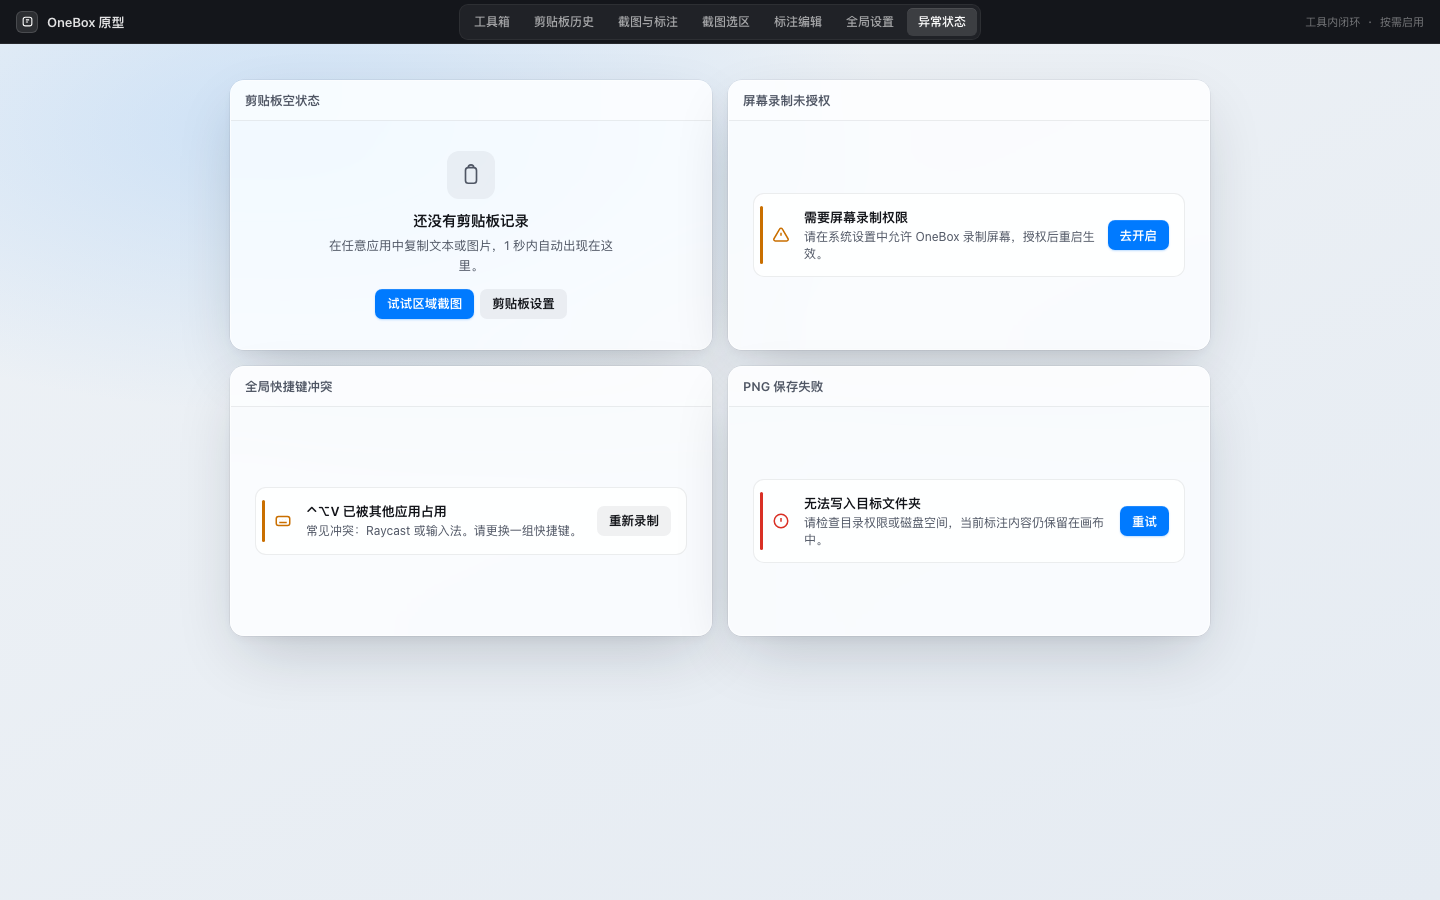 OneBox 原型
工具箱
剪贴板历史
截图与标注
截图选区
标注编辑
全局设置
异常状态
工具内闭环 · 按需启用
剪贴板空状态
还没有剪贴板记录
在任意应用中复制文本或图片，1 秒内自动出现在这
里。
试试区域截图
剪贴板设置
屏幕录制未授权
需要屏幕录制权限
请在系统设置中允许 OneBox 录制屏幕，授权后重启生
效。
去开启
全局快捷键冲突
^⌥V 已被其他应用占用
常见冲突：Raycast 或输入法。请更换一组快捷键。
重新录制
PNG 保存失败
无法写入目标文件夹
请检查目录权限或磁盘空间，当前标注内容仍保留在画布
中。
重试